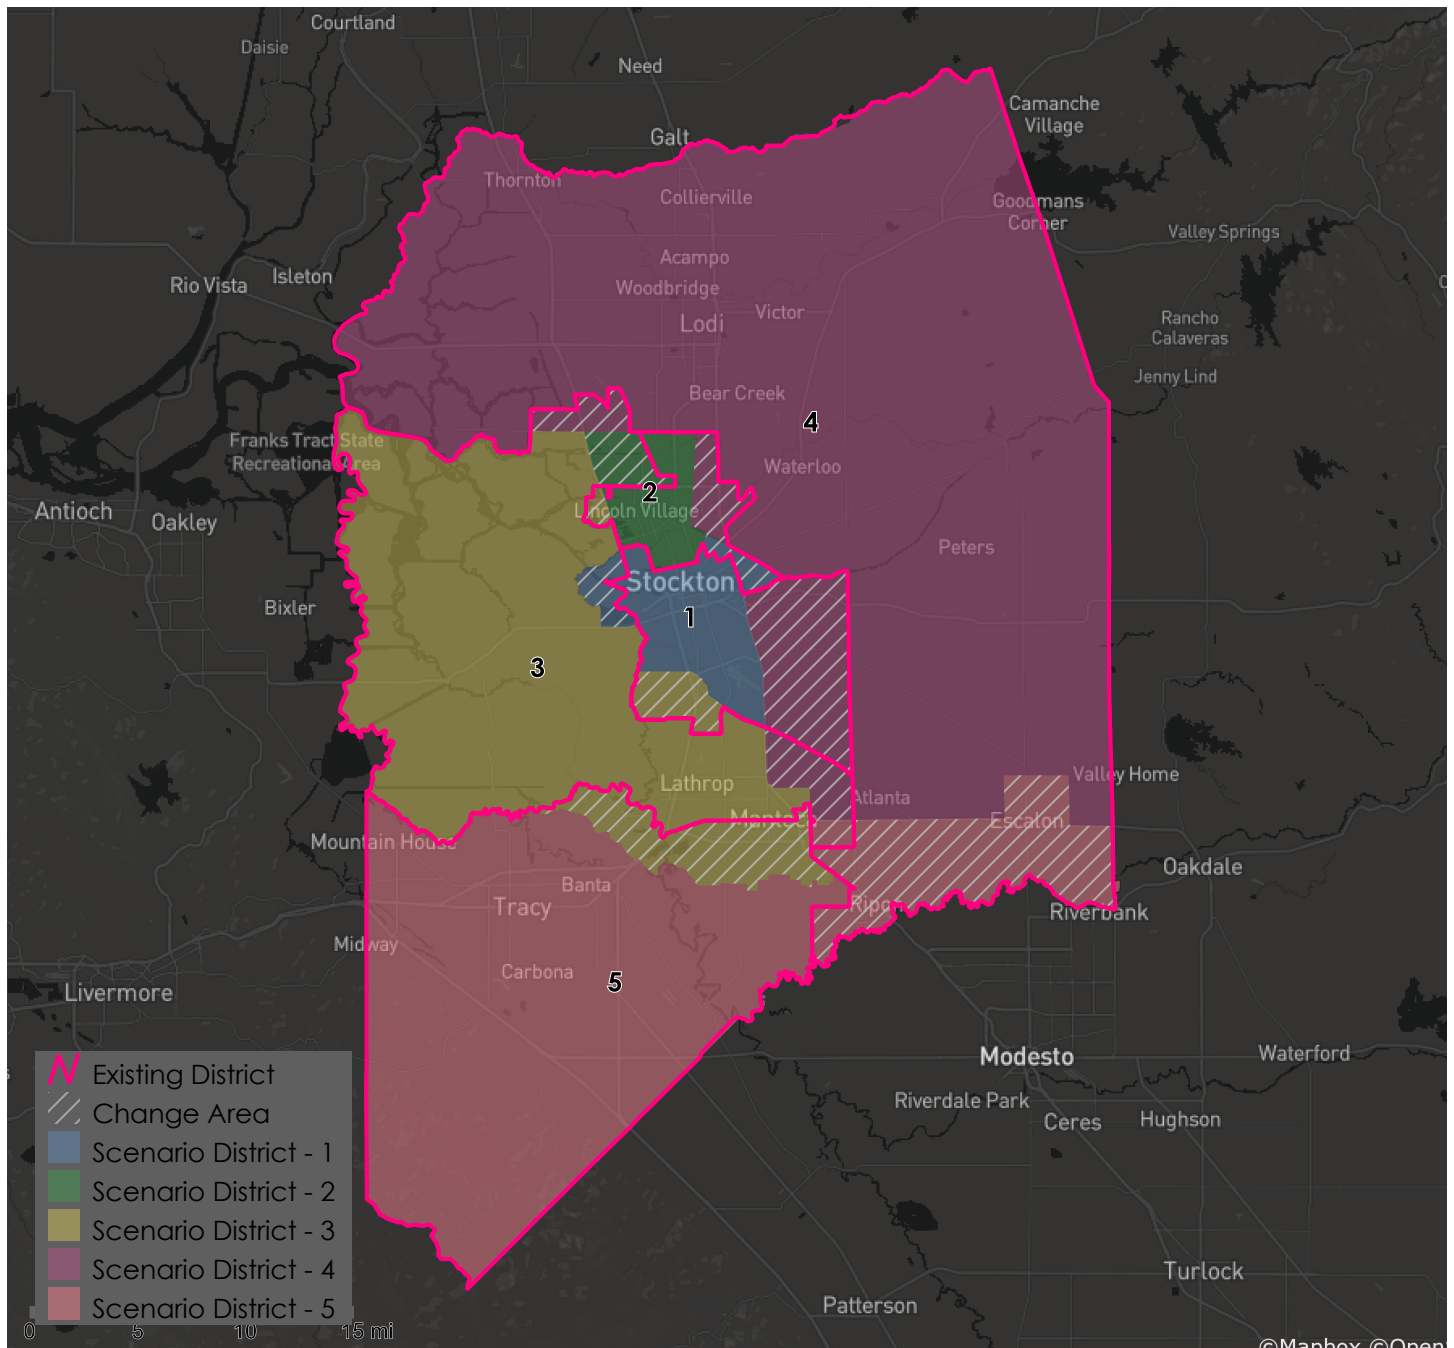 Courtland
Daisie
Need
Camanche
Village
Galt
Thornton
Collierville
Goodmans
Corner
Valley Springs
Acampo
Isleton
Rio Vista
Woodbridge
Victor
Lodi
Rancho
Calaveras
Jenny Lind
Bear Creek
4
Franks Tract State
Recreational Area
Waterloo
2
Lincoln Village
Antioch
Oakley
Peters
Stockton
Bixler
1
3
Valley Home
Lathrop
Atlanta
Manteca
Escalon
Mountain House
Oakdale
Banta
Tracy
Ripon
Riverbank
Midway
Carbona
5
Livermore
Modesto
Waterford
Riverdale Park
Ceres
Hughson
Turlock
Patterson
Existing District
Change Area
Scenario District - 1
Scenario District - 2
Scenario District - 3
Scenario District - 4
Scenario District - 5
0 5 10 15 mi
©Mapbox ©Open